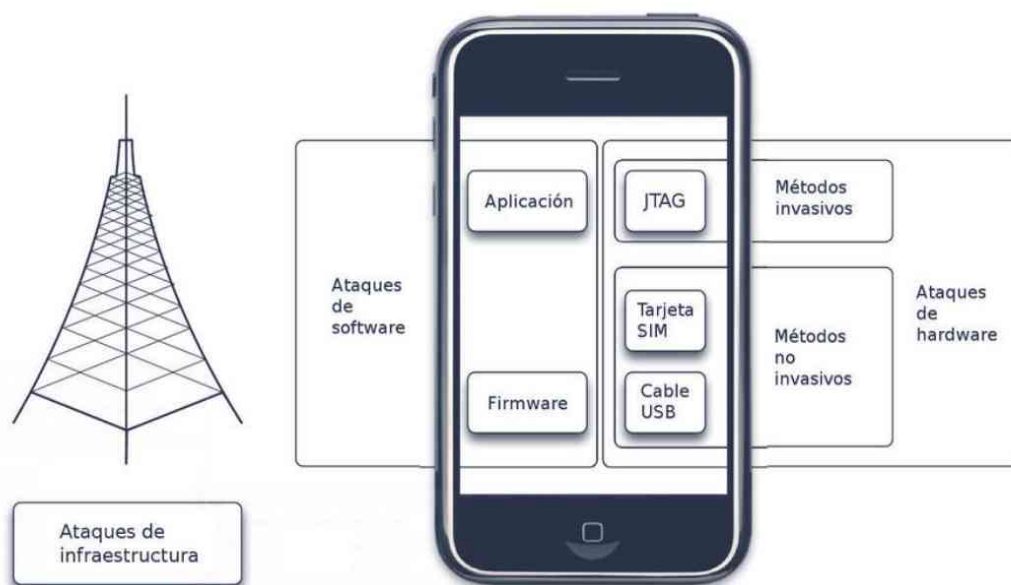 Aplicación
JTAG
Métodos
invasivos
Ataques
de
software
Tarjeta
SIM
Métodos
no
invasivos
Ataques
de
hardware
Firmware
Cable
USB
Ataques de
infraestructura